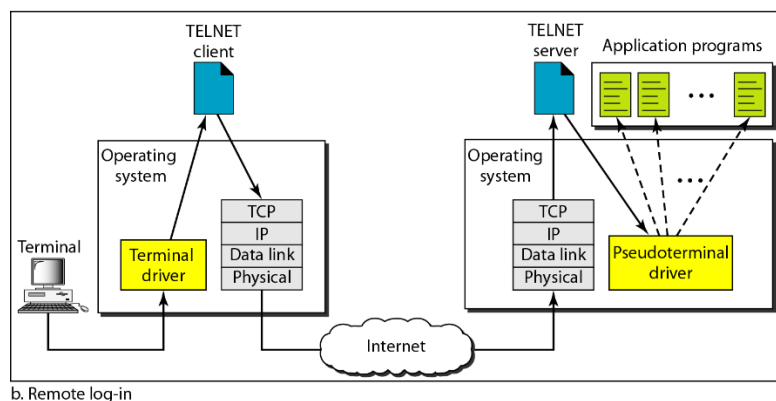 TELNET
client
TELNET
server
Application programs
Operating
system
Operating
system
TCP
IP
Data link
Physical
Terminal
Terminal
driver
TCP
IP
Data link
Physical
Pseudoterminal
driver
Internet
b. Remote log-in